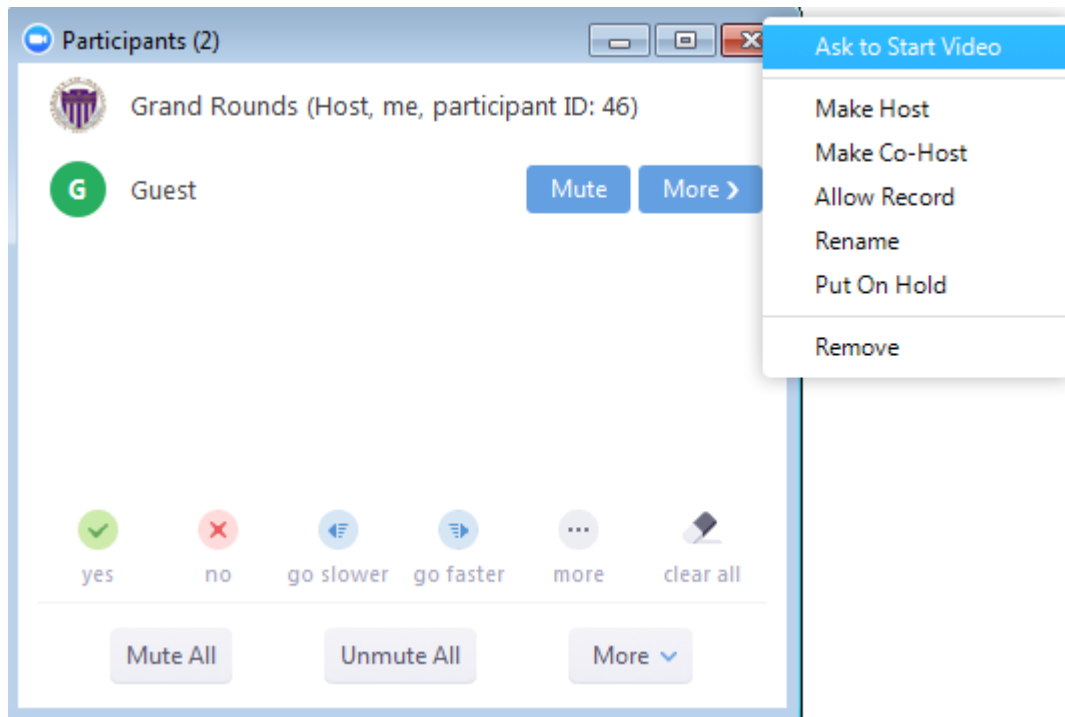 Participants (2)
Grand Rounds (Host, me, participant ID: 46)
G Guest Mute More ❯
Ask to Start Video
Make Host
Make Co-Host
Allow Record
Rename
Put On Hold
Remove
yes no go slower go faster more clear all
Mute All Unmute All More